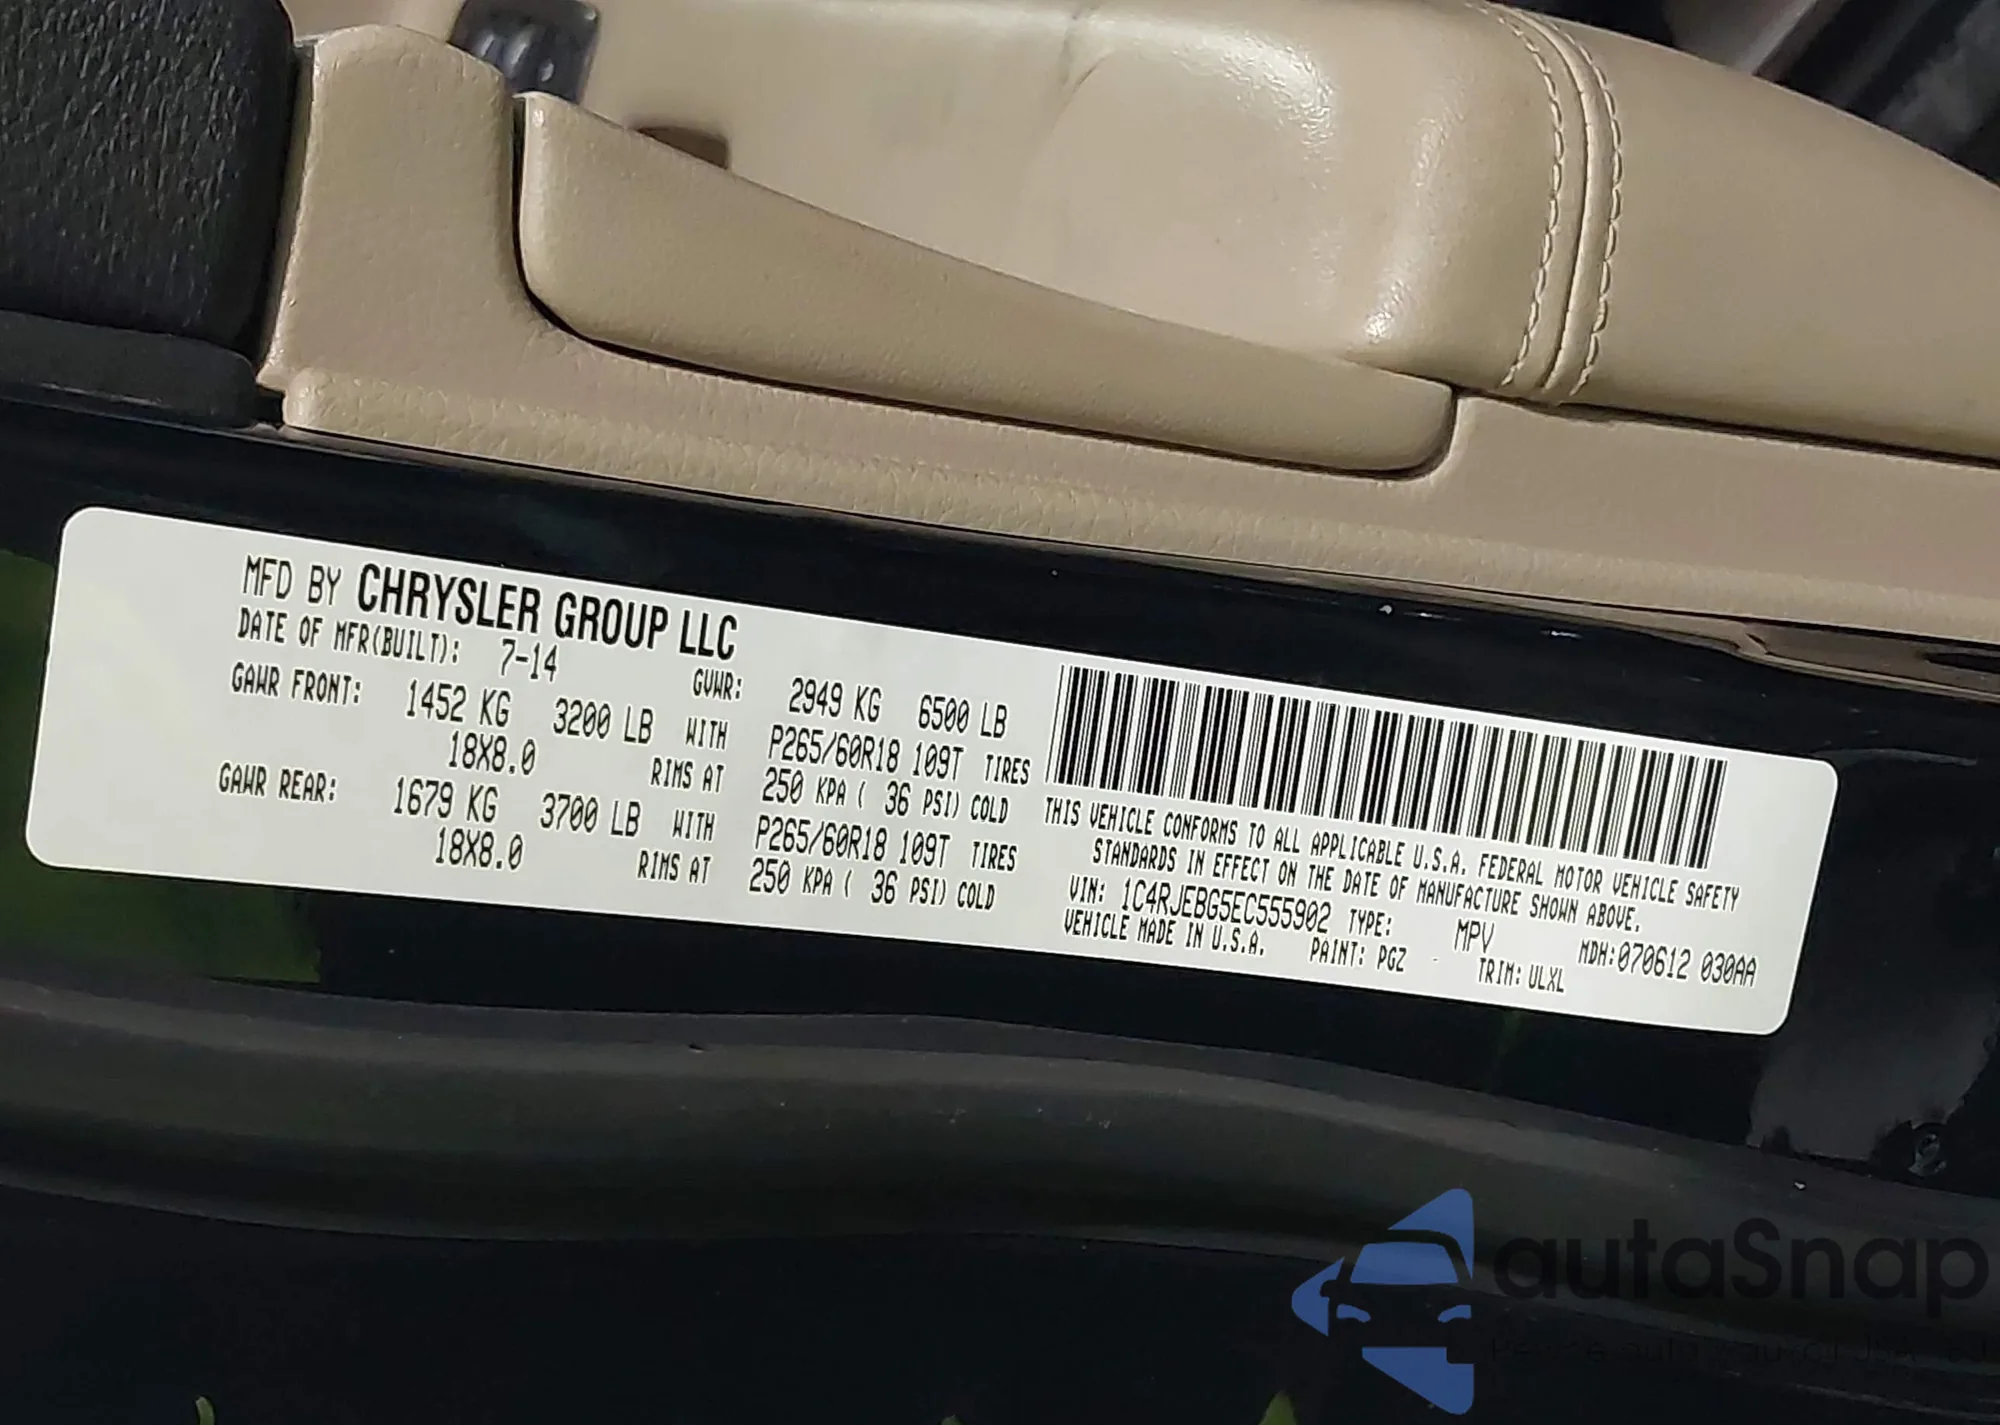 MFD BY CHRYSLER GROUP LLC
DATE OF MFR(BUILT): 7-14 GVWR: 2949 KG 6500 LB
GAWR FRONT: 1452 KG 3200 LB WITH P265/60R18 109T TIRES
18X8.0 RIMS AT 250 KPA ( 36 PSI) COLD
GAWR REAR: 1679 KG 3700 LB WITH P265/60R18 109T TIRES
18X8.0 RIMS AT 250 KPA ( 36 PSI) COLD
THIS VEHICLE CONFORMS TO ALL APPLICABLE U.S.A. FEDERAL MOTOR VEHICLE SAFETY
STANDARDS IN EFFECT ON THE DATE OF MANUFACTURE SHOWN ABOVE.
VIN: 1C4RJEBG5EC555902 TYPE: MPV MDH:070612 030AA
VEHICLE MADE IN U.S.A. PAINT: PGZ TRIM: ULXL
autaSnap